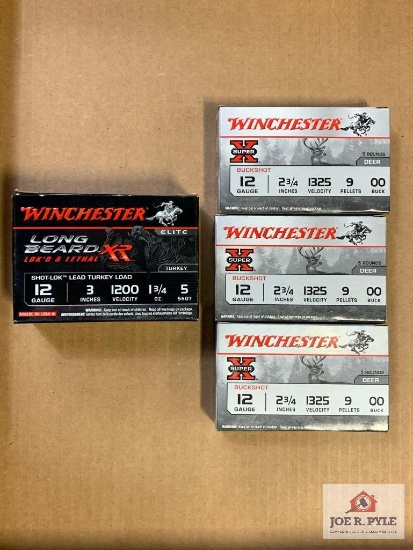 WINCHESTER
ELITE
LONG
BEARD XR
LOK'D & LETHAL
TURKEY
SHOT-LOK™ LEAD TURKEY LOAD
12 3 1200 1 3/4 5
GAUGE INCHES VELOCITY OZ. SHOT
WINCHESTER
SUPER X
5 ROUNDS
DEER
BUCKSHOT
12 2 3/4 1325 9 00
GAUGE INCHES VELOCITY PELLETS BUCK
WINCHESTER
SUPER X
5 ROUNDS
DEER
BUCKSHOT
12 2 3/4 1325 9 00
GAUGE INCHES VELOCITY PELLETS BUCK
WINCHESTER
SUPER X
5 ROUNDS
DEER
BUCKSHOT
12 2 3/4 1325 9 00
GAUGE INCHES VELOCITY PELLETS BUCK
JOE R. PYLE